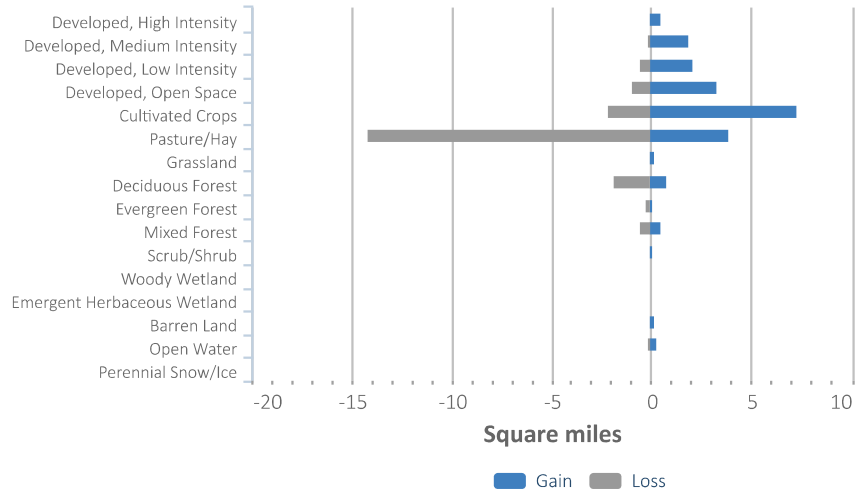 Developed, High Intensity
Developed, Medium Intensity
Developed, Low Intensity
Developed, Open Space
Cultivated Crops
Pasture/Hay
Grassland
Deciduous Forest
Evergreen Forest
Mixed Forest
Scrub/Shrub
Woody Wetland
Emergent Herbaceous Wetland
Barren Land
Open Water
Perennial Snow/Ice
-20 -15 -10 -5 0 5 10
Square miles
Gain Loss